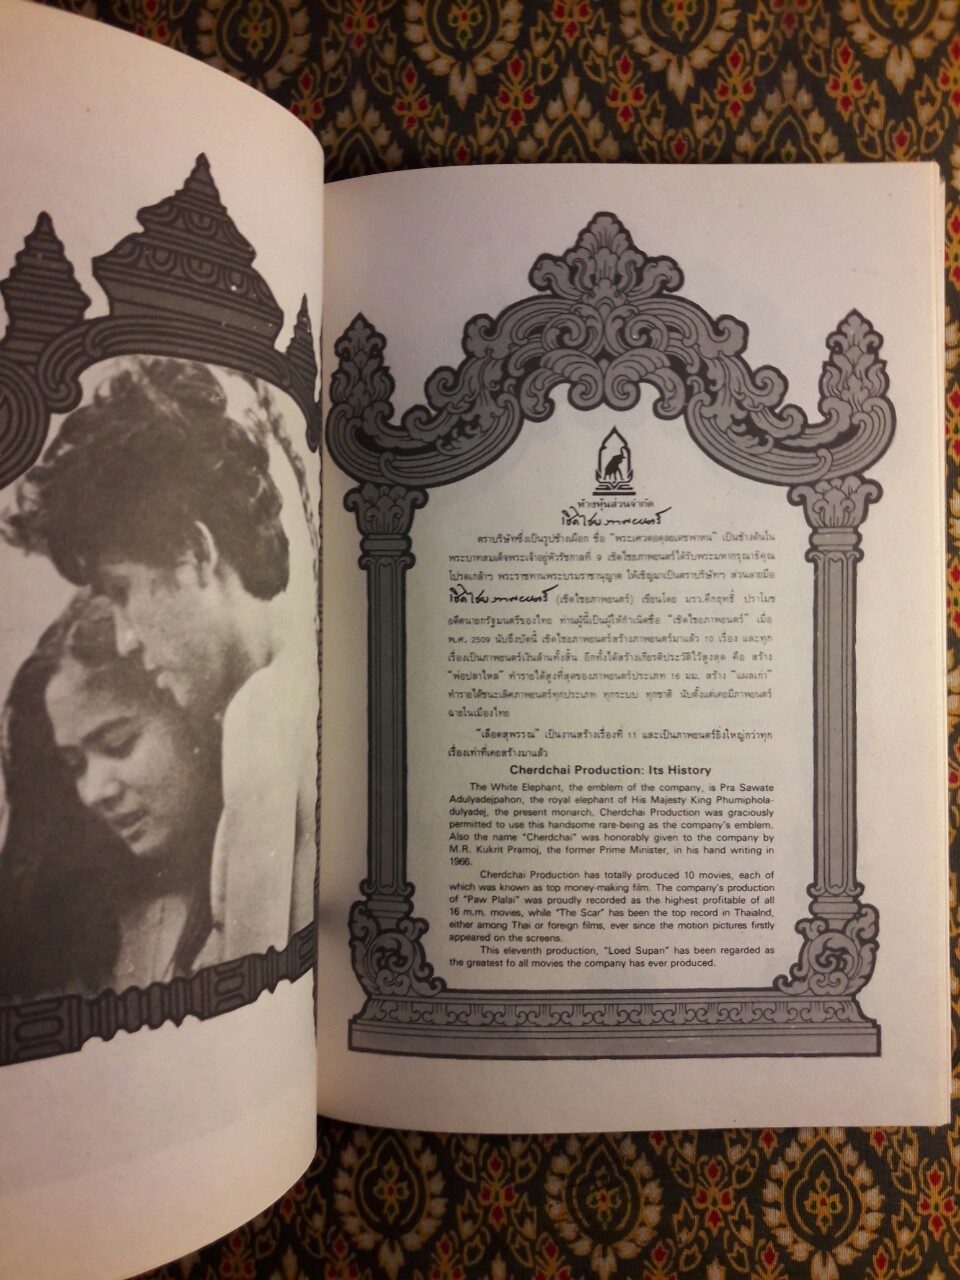 ห้างหุ้นส่วนจำกัด
เชิดไชยภาพยนตร์
ตราบริษัทซึ่งเป็นรูปช้างเผือก ชื่อ "พระเศวตอดุลยเดชพาหน" เป็นช้างต้นใน
พระบาทสมเด็จพระเจ้าอยู่หัวรัชกาลที่ 9 เชิดไชยภาพยนตร์ได้รับพระมหากรุณาธิคุณ
โปรดเกล้าฯ พระราชทานพระบรมราชานุญาต ให้เชิญมาเป็นตราบริษัทฯ ส่วนลายมือ
เชิดไชยภาพยนตร์ (เชิดไชยภาพยนตร์) เขียนโดย มรว.คึกฤทธิ์ ปราโมช
อดีตนายกรัฐมนตรีของไทย ท่านผู้นี้เป็นผู้ให้กำเนิดชื่อ "เชิดไชยภาพยนตร์" เมื่อ
พ.ศ. 2509 นับถึงบัดนี้ เชิดไชยภาพยนตร์สร้างภาพยนตร์มาแล้ว 10 เรื่อง และทุก
เรื่องเป็นภาพยนตร์เงินล้านทั้งสิ้น อีกทั้งได้สร้างเกียรติประวัติไว้สูงสุด คือ สร้าง
"พ่อปลาไหล" ทำรายได้สูงที่สุดของภาพยนตร์ประเภท 16 มม. สร้าง "แผลเก่า"
ทำรายได้ชนะเลิศภาพยนตร์ทุกประเภท ทุกระบบ ทุกชาติ นับตั้งแต่เคยมีภาพยนตร์
ฉายในเมืองไทย
"เลือดสุพรรณ" เป็นงานสร้างเรื่องที่ 11 และเป็นภาพยนตร์ยิ่งใหญ่กว่าทุก
เรื่องเท่าที่เคยสร้างมาแล้ว
Cherdchai Production: Its History
The White Elephant, the emblem of the company, is Pra Sawate
Adulyadejpahon, the royal elephant of His Majesty King Phumiphola-
dulyadej, the present monarch. Cherdchai Production was graciously
permitted to use this handsome rare-being as the company's emblem.
Also the name "Cherdchai" was honorably given to the company by
M.R. Kukrit Pramoj, the former Prime Minister, in his hand writing in
1966.
Cherdchai Production has totally produced 10 movies, each of
which was known as top money-making film. The company's production
of "Paw Plalai" was proudly recorded as the highest profitable of all
16 m.m. movies, while "The Scar" has been the top record in Thaialnd,
either among Thai or foreign films, ever since the motion pictures firstly
appeared on the screens.
This eleventh production, "Loed Supan" has been regarded as
the greatest fo all movies the company has ever produced.